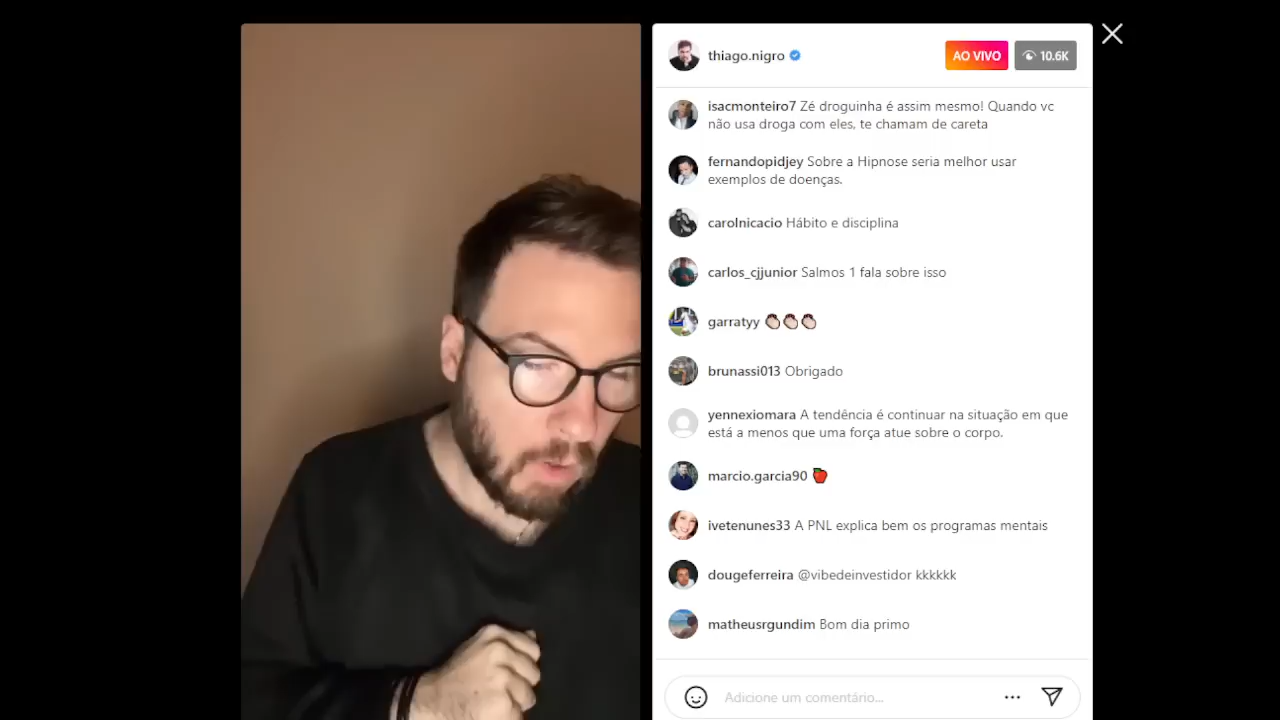 thiago.nigro
AO VIVO
10.6K
isacmonteiro7 Zé droguinha é assim mesmo! Quando vc
não usa droga com eles, te chamam de careta
fernandopidjey Sobre a Hipnose seria melhor usar
exemplos de doenças.
carolnicacio Hábito e disciplina
carlos_cjjunior Salmos 1 fala sobre isso
garratyy 👏🏻👏🏻👏🏻
brunassi013 Obrigado
yennexiomara A tendência é continuar na situação em que
está a menos que uma força atue sobre o corpo.
marcio.garcia90 🍎
ivetenunes33 A PNL explica bem os programas mentais
dougeferreira @vibedeinvestidor kkkkkk
matheusrgundim Bom dia primo
Adicione um comentário...